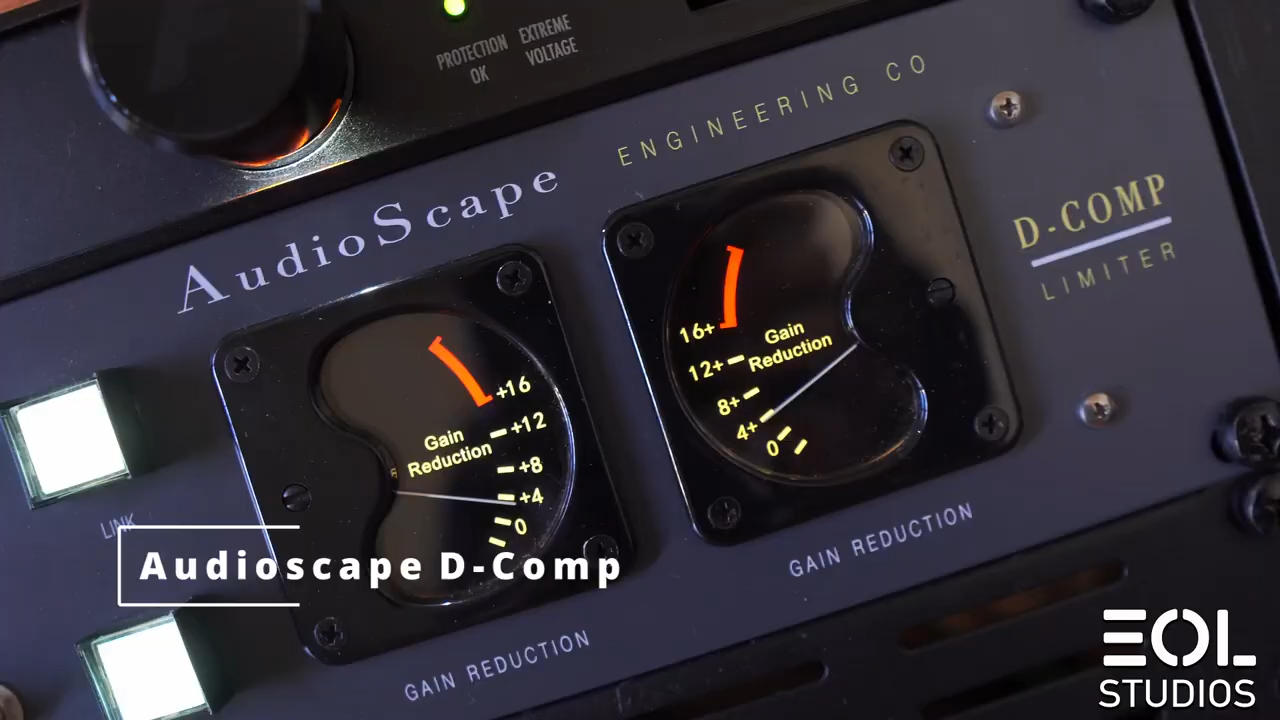 PROTECTION OK
EXTREME VOLTAGE
AudioScape ENGINEERING CO
D-COMP
LIMITER
+16
+12
+8
+4
0
Gain
Reduction
16+
12+
8+
4+
0
Gain
Reduction
LINK
GAIN REDUCTION
GAIN REDUCTION
Audioscape D-Comp
EOL
STUDIOS